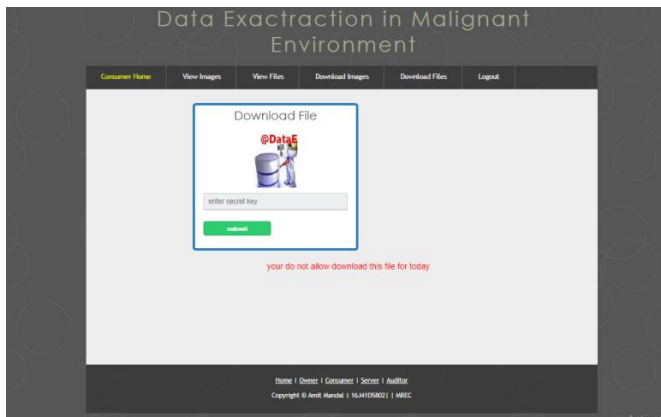 Data Exactraction in Malignant
Environment
Consumer Home View Images View Files Download Images Download Files Logout
Download File
@DataE
enter secret key
submit
your do not allow download this file for today
Home | Owner | Consumer | Server | Auditor
Copyright © Amit Mandal | 16J41D5802| | MREC